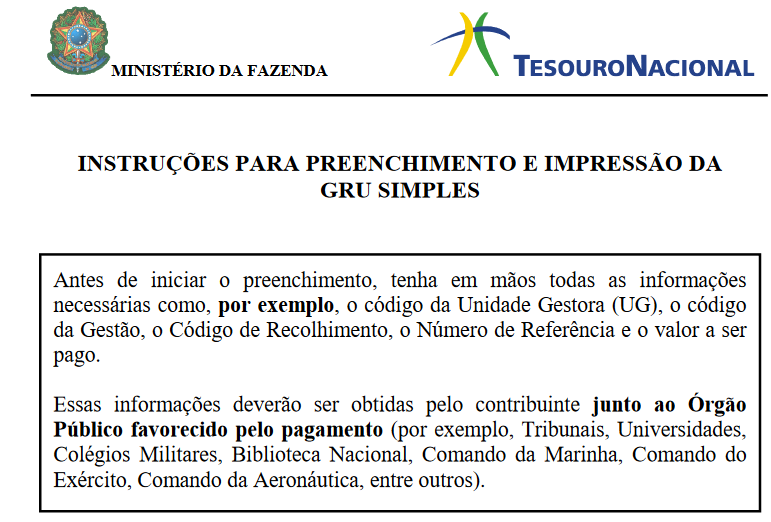 MINISTÉRIO DA FAZENDA
TESOURONACIONAL
INSTRUÇÕES PARA PREENCHIMENTO E IMPRESSÃO DA
GRU SIMPLES
Antes de iniciar o preenchimento, tenha em mãos todas as informações
necessárias como, por exemplo, o código da Unidade Gestora (UG), o código
da Gestão, o Código de Recolhimento, o Número de Referência e o valor a ser
pago.
Essas informações deverão ser obtidas pelo contribuinte junto ao Órgão
Público favorecido pelo pagamento (por exemplo, Tribunais, Universidades,
Colégios Militares, Biblioteca Nacional, Comando da Marinha, Comando do
Exército, Comando da Aeronáutica, entre outros).